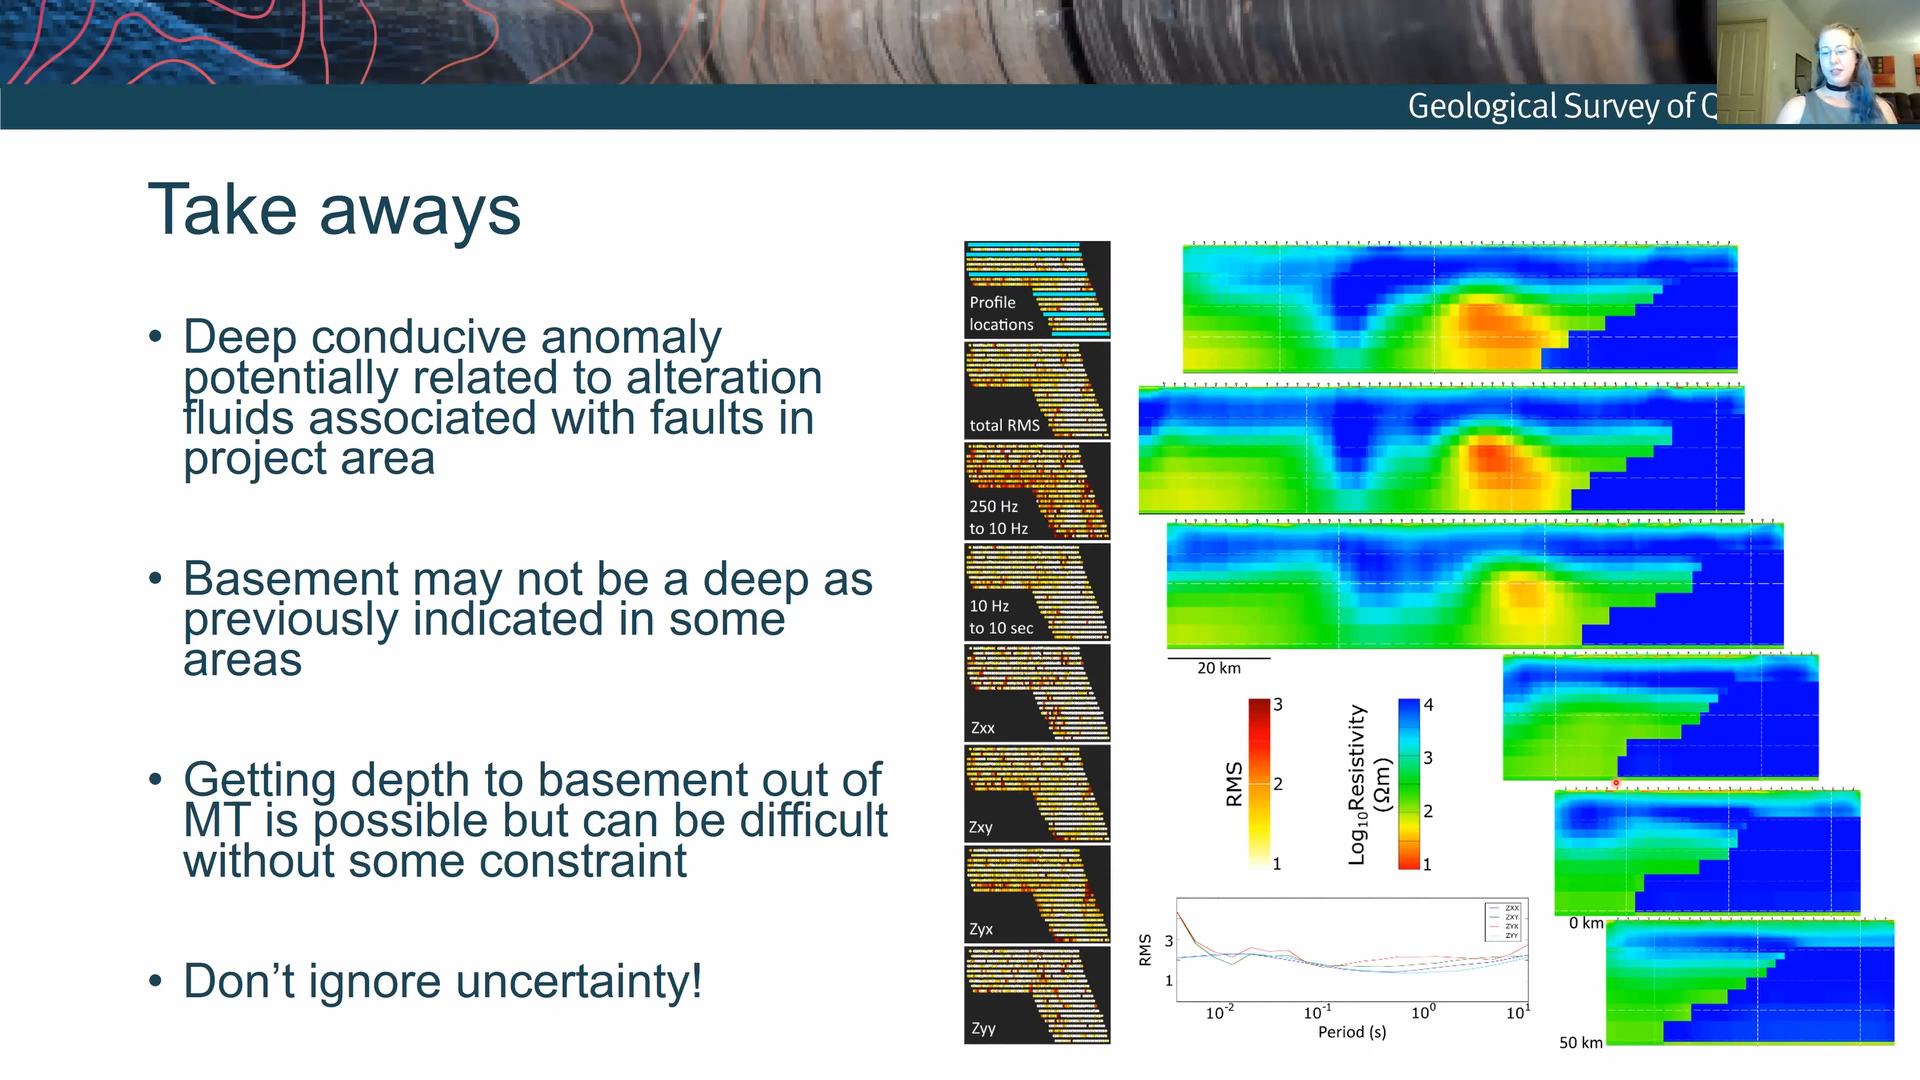 Geological Survey of Q
Take aways
• Deep conducive anomaly
potentially related to alteration
fluids associated with faults in
project area
• Basement may not be a deep as
previously indicated in some
areas
• Getting depth to basement out of
MT is possible but can be difficult
without some constraint
• Don’t ignore uncertainty!
Profile
locations
total RMS
250 Hz
to 10 Hz
10 Hz
to 10 sec
Zxx
Zxy
Zyx
Zyy
20 km
RMS
3
2
1
Log10Resistivity
(Ωm)
4
3
2
1
RMS
3
1
ZXX
ZXY
ZYX
ZYY
10-2
10-1
100
101
Period (s)
0 km
50 km